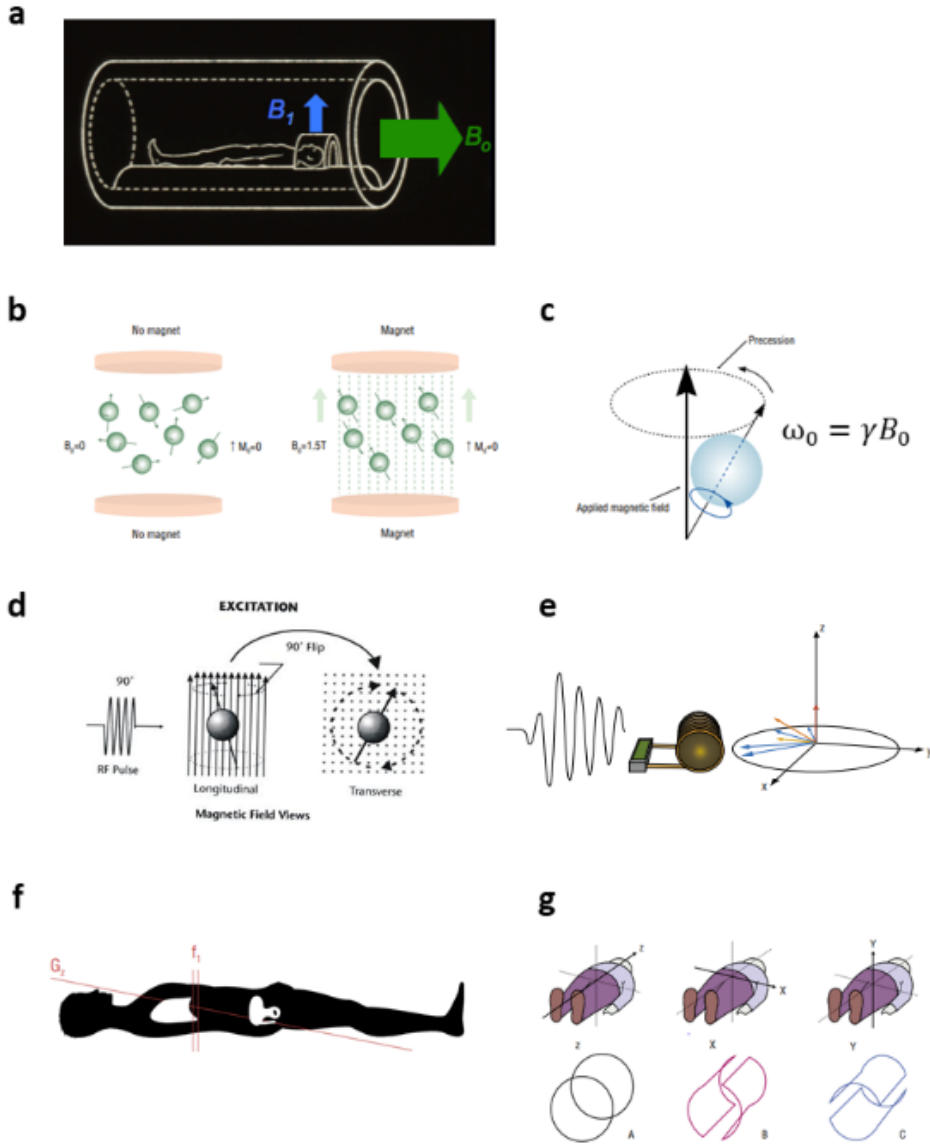 a
B1
Bo
b
No magnet
Magnet
B0=0
↑ M0=0
B0=1.5T
↑ M0=0
No magnet
Magnet
c
Precession
ω0 = γB0
Applied magnetic field
d
EXCITATION
90° Flip
90°
RF Pulse
Longitudinal
Transverse
Magnetic Field Views
e
z
y
x
f
f1
Gz
g
z
Y
X
Y
z
X
Y
A
B
C